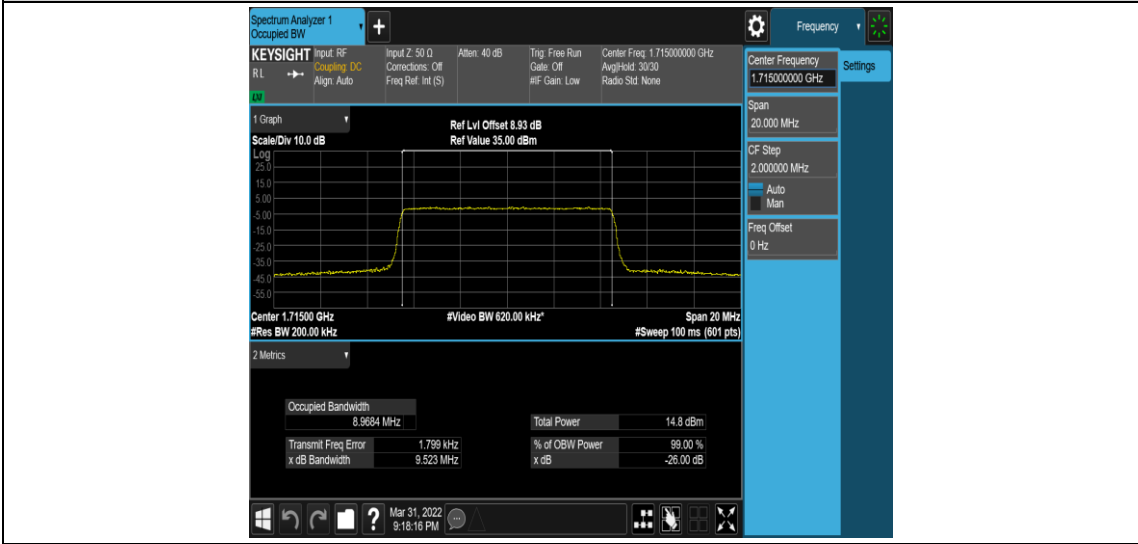 Spectrum Analyzer 1
Occupied BW
+
Frequency
KEYSIGHT
RL
Input: RF
Coupling: DC
Align: Auto
Input Z: 50 Ω
Corrections: Off
Freq Ref: Int (S)
Atten: 40 dB
Trig: Free Run
Gate: Off
#IF Gain: Low
Center Freq: 1.715000000 GHz
Avg|Hold: 30/30
Radio Std: None
Center Frequency
1.715000000 GHz
Settings
Span
20.000 MHz
CF Step
2.000000 MHz
Auto
Man
Freq Offset
0 Hz
1 Graph
Scale/Div 10.0 dB
Ref Lvl Offset 8.93 dB
Ref Value 35.00 dBm
Log
25.0
15.0
5.00
-5.00
-15.0
-25.0
-35.0
-45.0
-55.0
Center 1.71500 GHz
#Video BW 620.00 kHz*
Span 20 MHz
#Res BW 200.00 kHz
#Sweep 100 ms (601 pts)
2 Metrics
Occupied Bandwidth
8.9684 MHz
Total Power 14.8 dBm
Transmit Freq Error 1.799 kHz
% of OBW Power 99.00 %
x dB Bandwidth 9.523 MHz
x dB -26.00 dB
?
Mar 31, 2022
9:18:16 PM